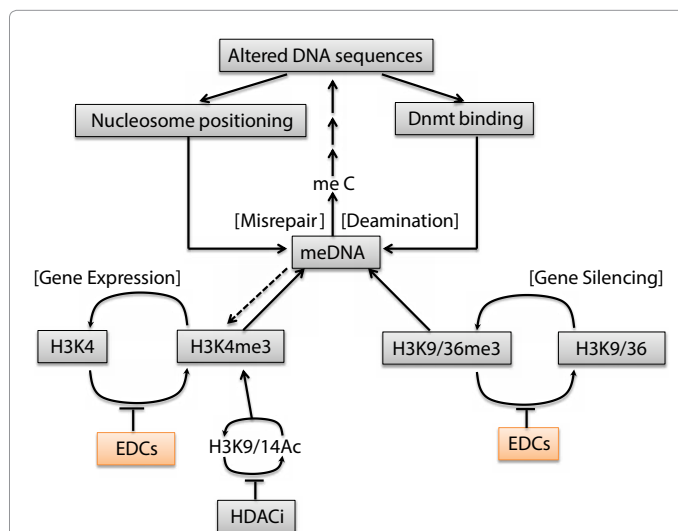 Altered DNA sequences
Nucleosome positioning
Dnmt binding
me C
[Misrepair] [Deamination]
meDNA
[Gene Expression] [Gene Silencing]
H3K4 H3K4me3 H3K9/36me3 H3K9/36
EDCs H3K9/14Ac EDCs
HDACi